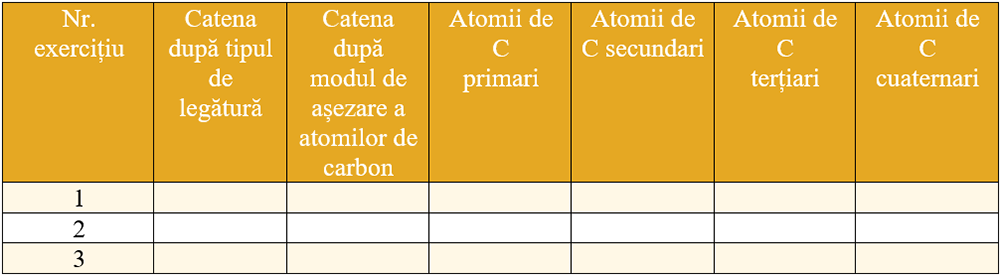 Nr.
exercițiu
Catena
după tipul
de
legătură
Catena
după
modul de
așezare a
atomilor de
carbon
Atomii de
C
primari
Atomii de
C secundari
Atomii de
C
terțiari
Atomii de
C
cuaternari
1
2
3